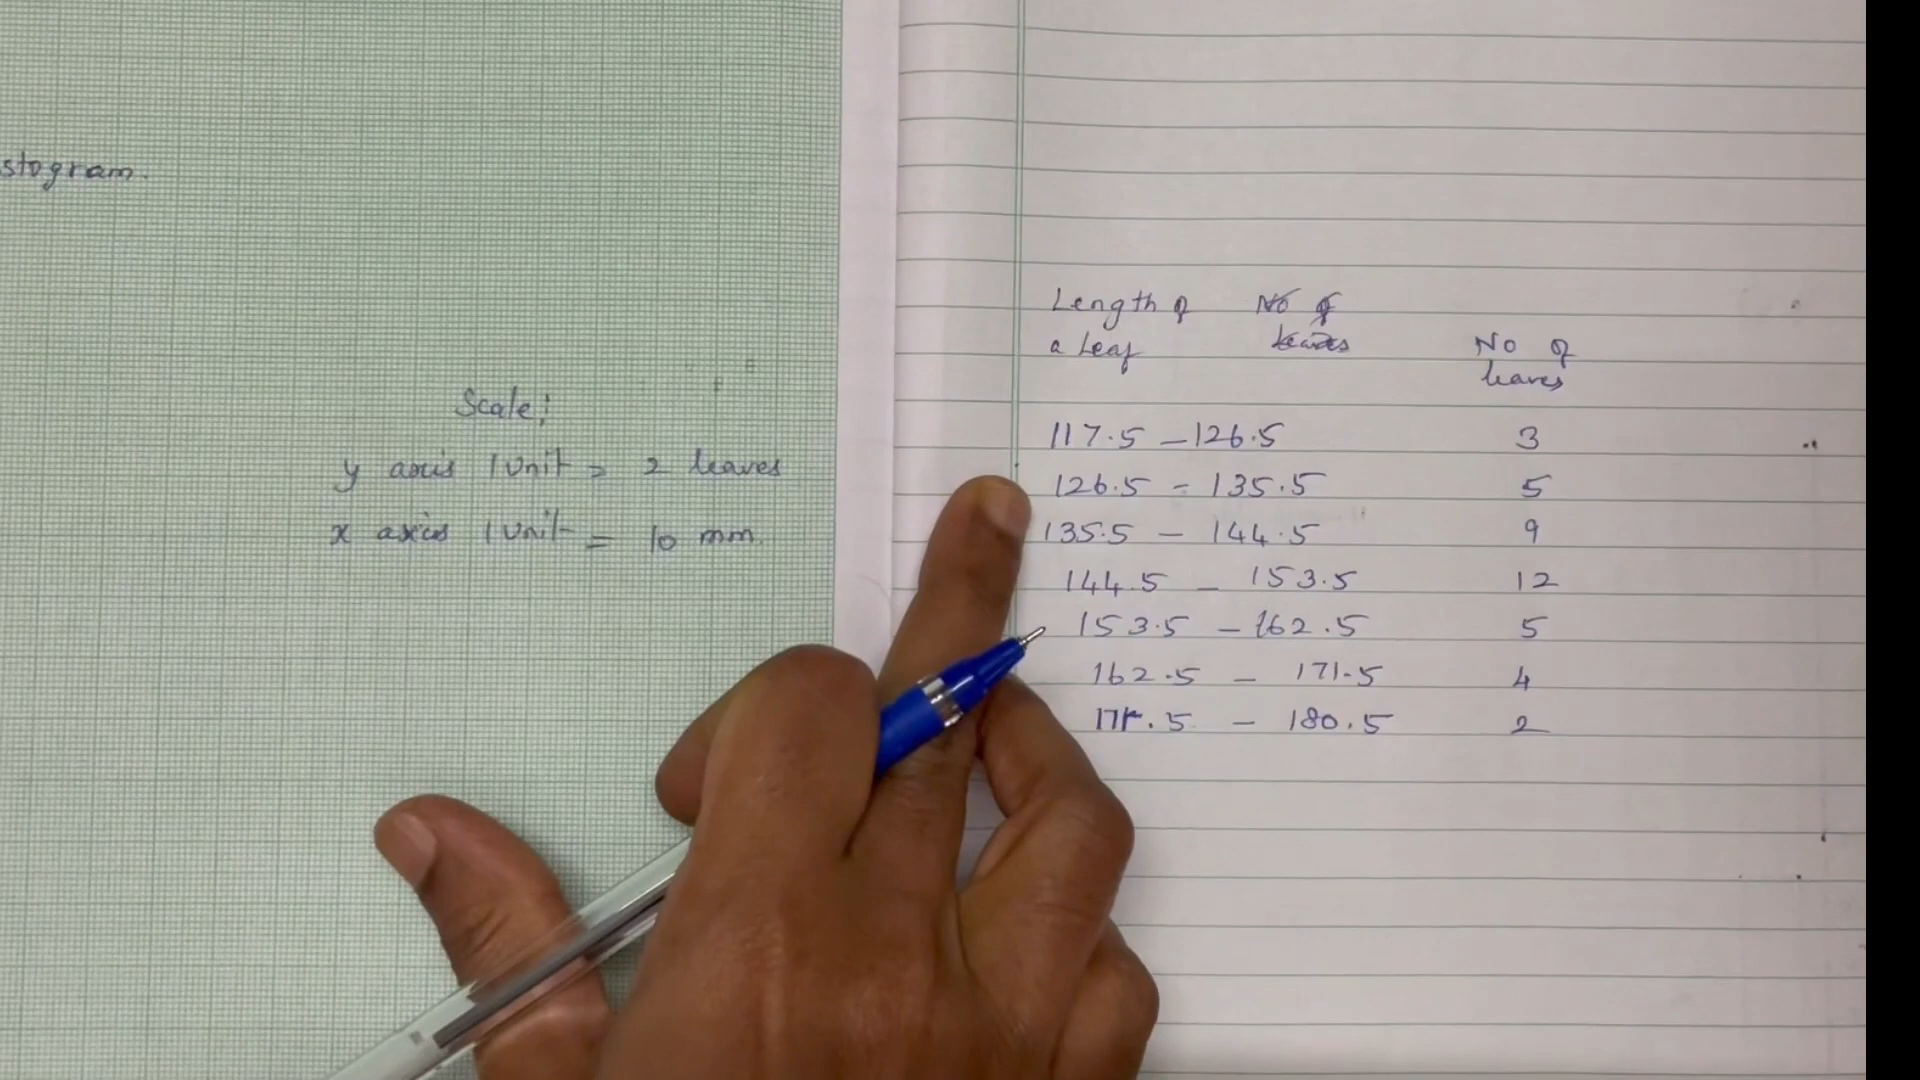 stogram.
Scale:
y axis 1 Unit = 2 leaves
x axis 1 Unit = 10 mm.
Length of No of
a Leaf leaves No of
leaves
117.5 - 126.5 3
126.5 - 135.5 5
135.5 - 144.5 9
144.5 - 153.5 12
153.5 - 162.5 5
162.5 - 171.5 4
171.5 - 180.5 2